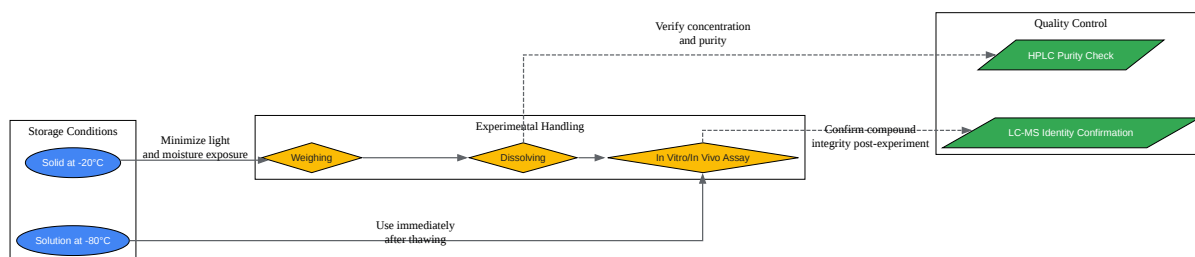 Quality Control
Verify concentration
and purity
HPLC Purity Check
Storage Conditions
Minimize light
and moisture exposure
Experimental Handling
Confirm compound
integrity post-experiment
LC-MS Identity Confirmation
Solid at -20°C
Weighing
Dissolving
In Vitro/In Vivo Assay
Use immediately
after thawing
Solution at -80°C